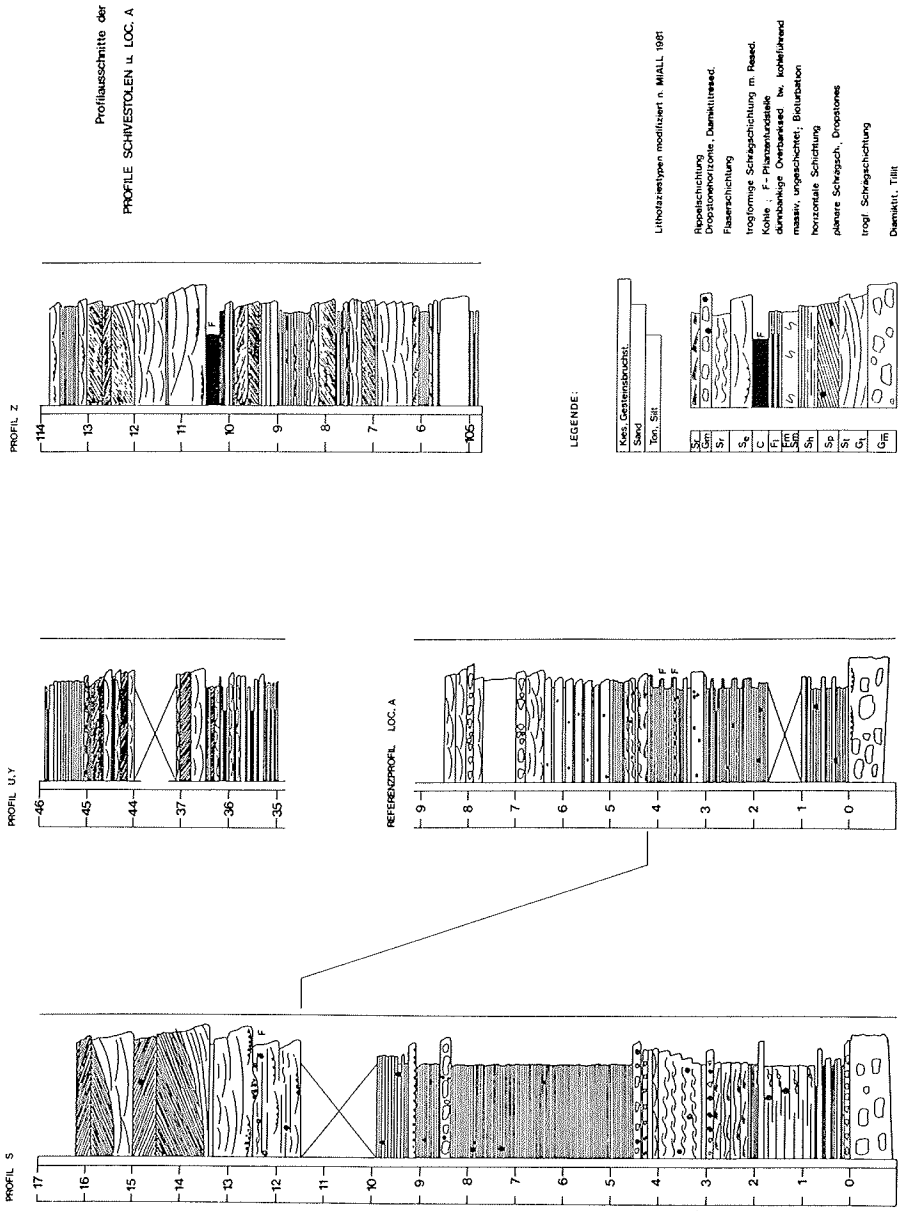 Profilausschnitte der
PROFILE SCHIVESTOLEN u. LOC. A
PROFIL S
17
16
15
14
13
12
11
10
9
8
7
6
5
4
3
2
1
0
F
PROFIL U,Y
46
45
44
37
36
35
REFERENZPROFIL LOC. A
9
8
7
6
5
4
3
2
1
0
F
F
PROFIL Z
114
13
12
11
10
9
8
7
6
105
F
LEGENDE:
Kies, Gesteinsbruchst.
Sand
Ton, Silt
Lithofaziestypen modifiziert n. MIALL 1981
Sr
Gm
Sr
Se
C
Fl
Fm
Sm
Sh
Sp
St
Gt
Gm
F
Rippelschichtung
Dropstonehorizonte, Diamiktitresed.
Flaserschichtung
trogförmige Schrägschichtung m. Resed.
Kohle ; F - Pflanzenfundstelle
dünnbankige Overbanksed. bw. kohleführend
massiv, ungeschichtet; Bioturbation
horizontale Schichtung
planare Schrägsch., Dropstones
trogf. Schrägschichtung
Diamiktit, Tillit